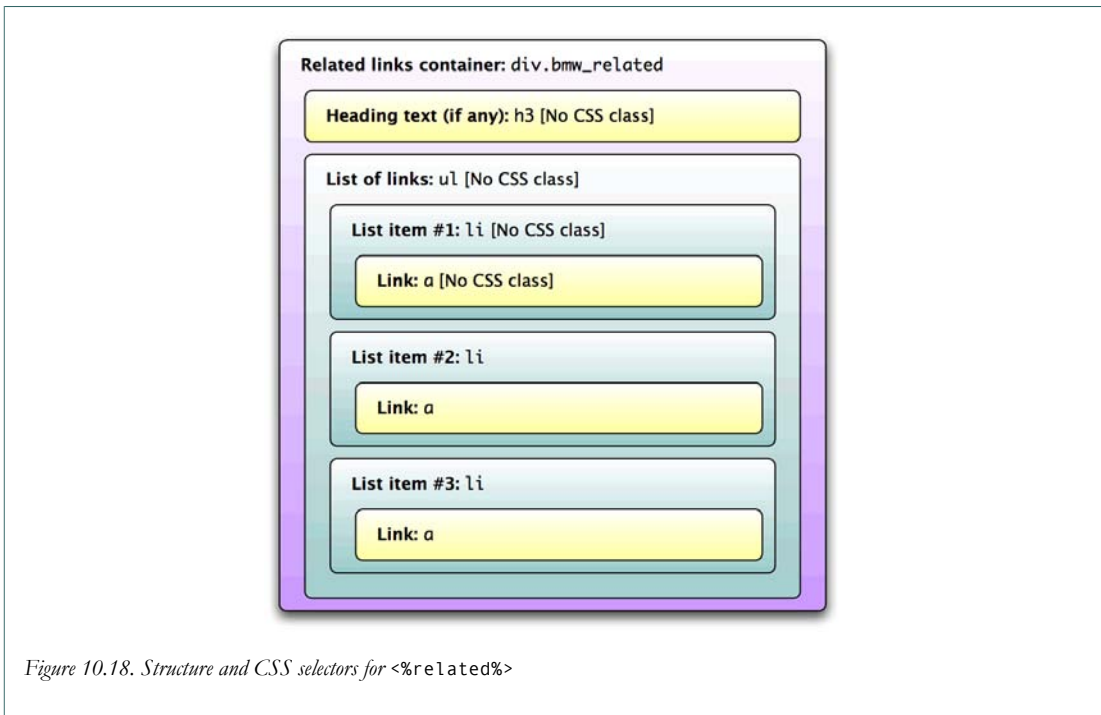 Related links container: div.bmw_related
Heading text (if any): h3 [No CSS class]
List of links: ul [No CSS class]
List item #1: li [No CSS class]
Link: a [No CSS class]
List item #2: li
Link: a
List item #3: li
Link: a
Figure 10.18. Structure and CSS selectors for <%related%>